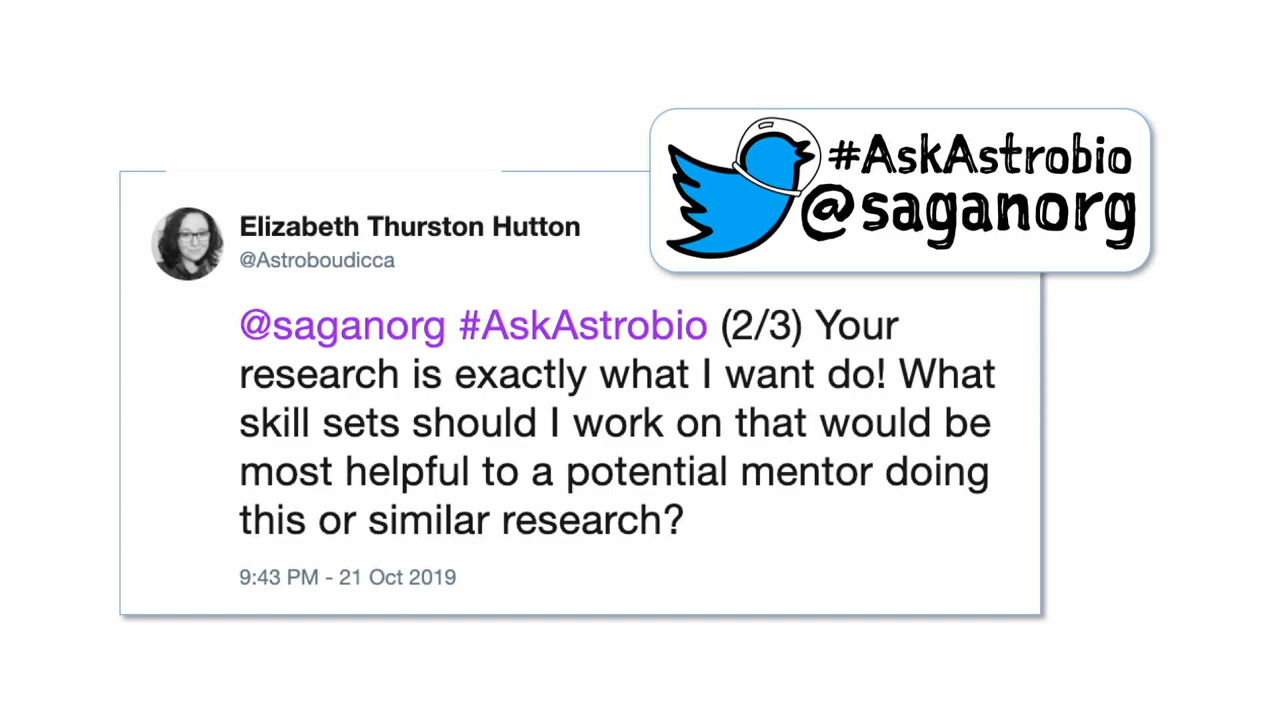 #AskAstrobio
@saganorg
Elizabeth Thurston Hutton
@Astroboudicca
@saganorg #AskAstrobio (2/3) Your
research is exactly what I want do! What
skill sets should I work on that would be
most helpful to a potential mentor doing
this or similar research?
9:43 PM - 21 Oct 2019